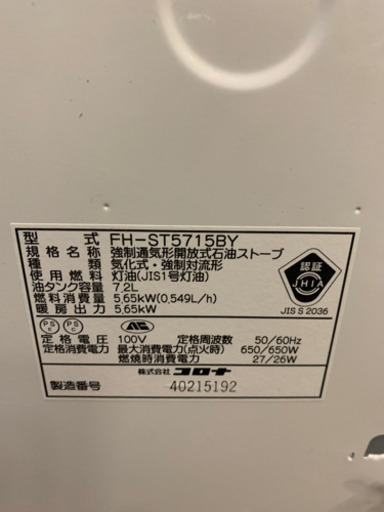 型式 FH-ST5715BY
規格名称 強制通気形開放式石油ストーブ
種類 気化式・強制対流形
使用燃料 灯油(JIS1号灯油)
油タンク容量 7,2L
燃料消費量 5,65kW(0,549L/h)
暖房出力 5,65kW
認証
JHIA
JIS S 2036
PS E PS C
定格電圧 100V 定格周波数 50/60Hz
定格消費電力 最大消費電力(点火時) 650/650W
燃焼時消費電力 27/26W
株式会社 コロナ
製造番号 40215192